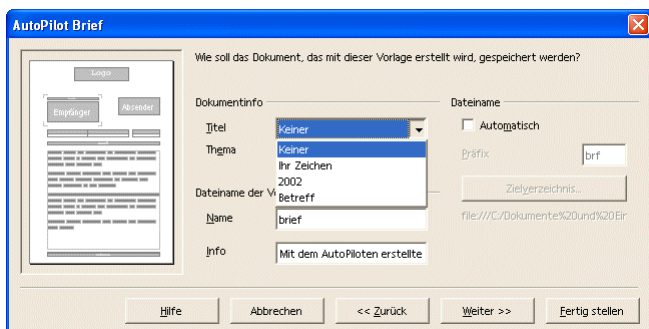 AutoPilot Brief
Wie soll das Dokument, das mit dieser Vorlage erstellt wird, gespeichert werden?
Logo
Empfänger
Absender
Dokumentinfo
Titel
Keiner
Thema
Keiner
Ihr Zeichen
2002
Betreff
Dateiname der
Name
brief
Info
Mit dem AutoPiloten erstellte
Dateiname
Automatisch
Präfix
brf
Zielverzeichnis...
file:///C:/Dokumente%20und%20Ein
Hilfe
Abbrechen
<< Zurück
Weiter >>
Fertig stellen